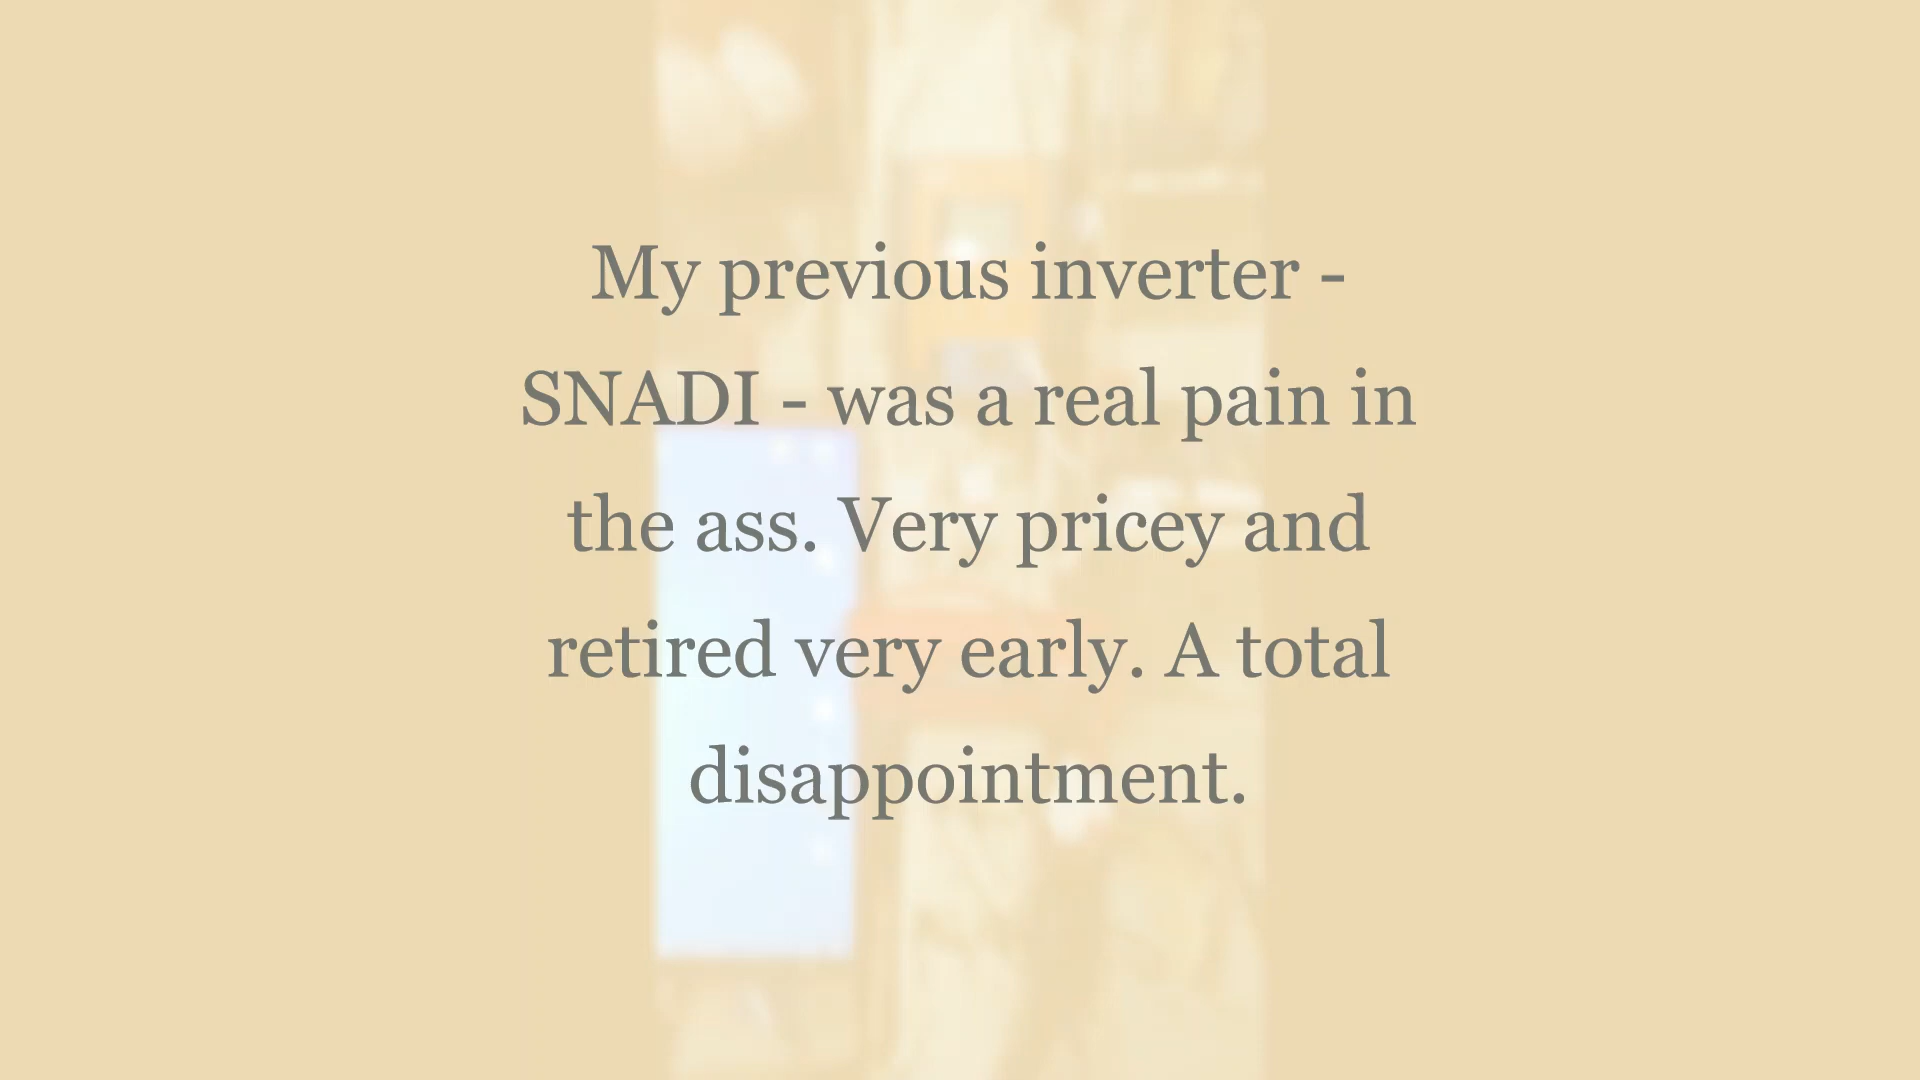 My previous inverter -
SNADI - was a real pain in
the ass. Very pricey and
retired very early. A total
disappointment.